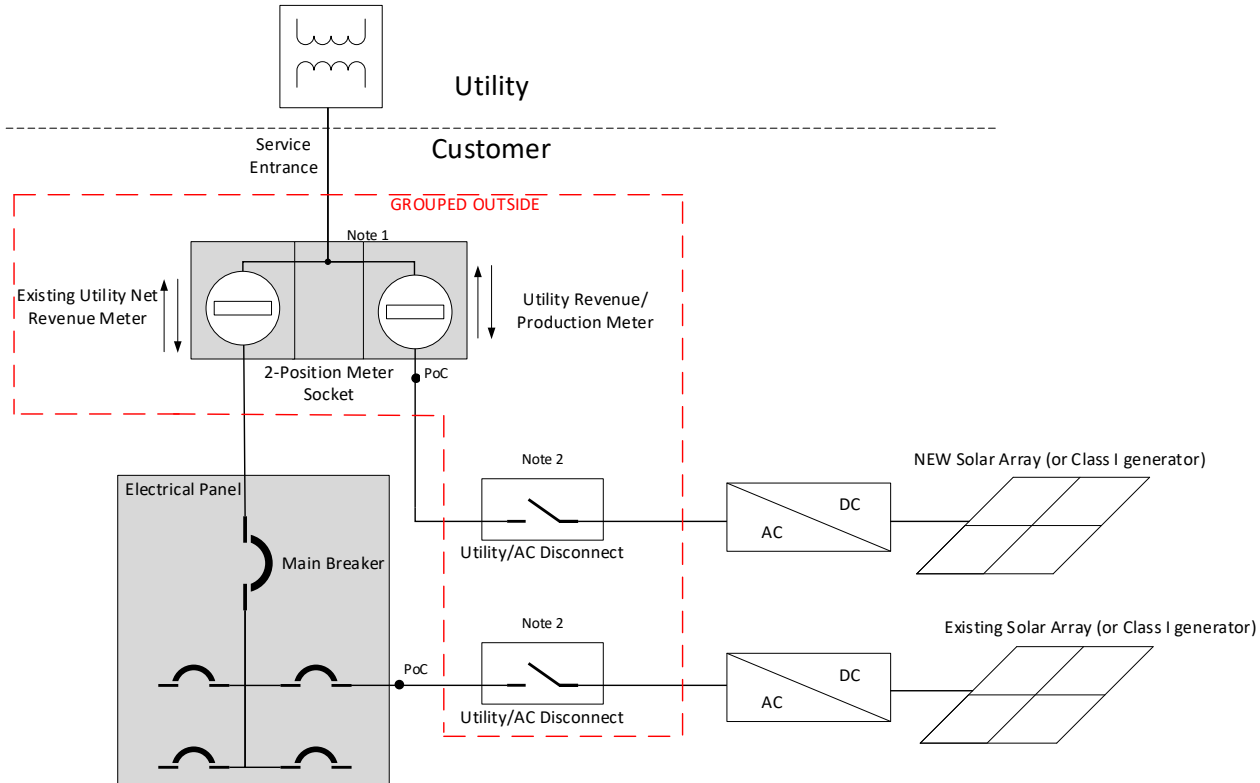 Utility
Service
Entrance
Customer
GROUPED OUTSIDE
Note 1
Existing Utility Net
Revenue Meter
Utility Revenue/
Production Meter
2-Position Meter
Socket
PoC
Note 2
NEW Solar Array (or Class I generator)
Electrical Panel
DC
AC
Utility/AC Disconnect
Main Breaker
Note 2
Existing Solar Array (or Class I generator)
PoC
DC
AC
Utility/AC Disconnect